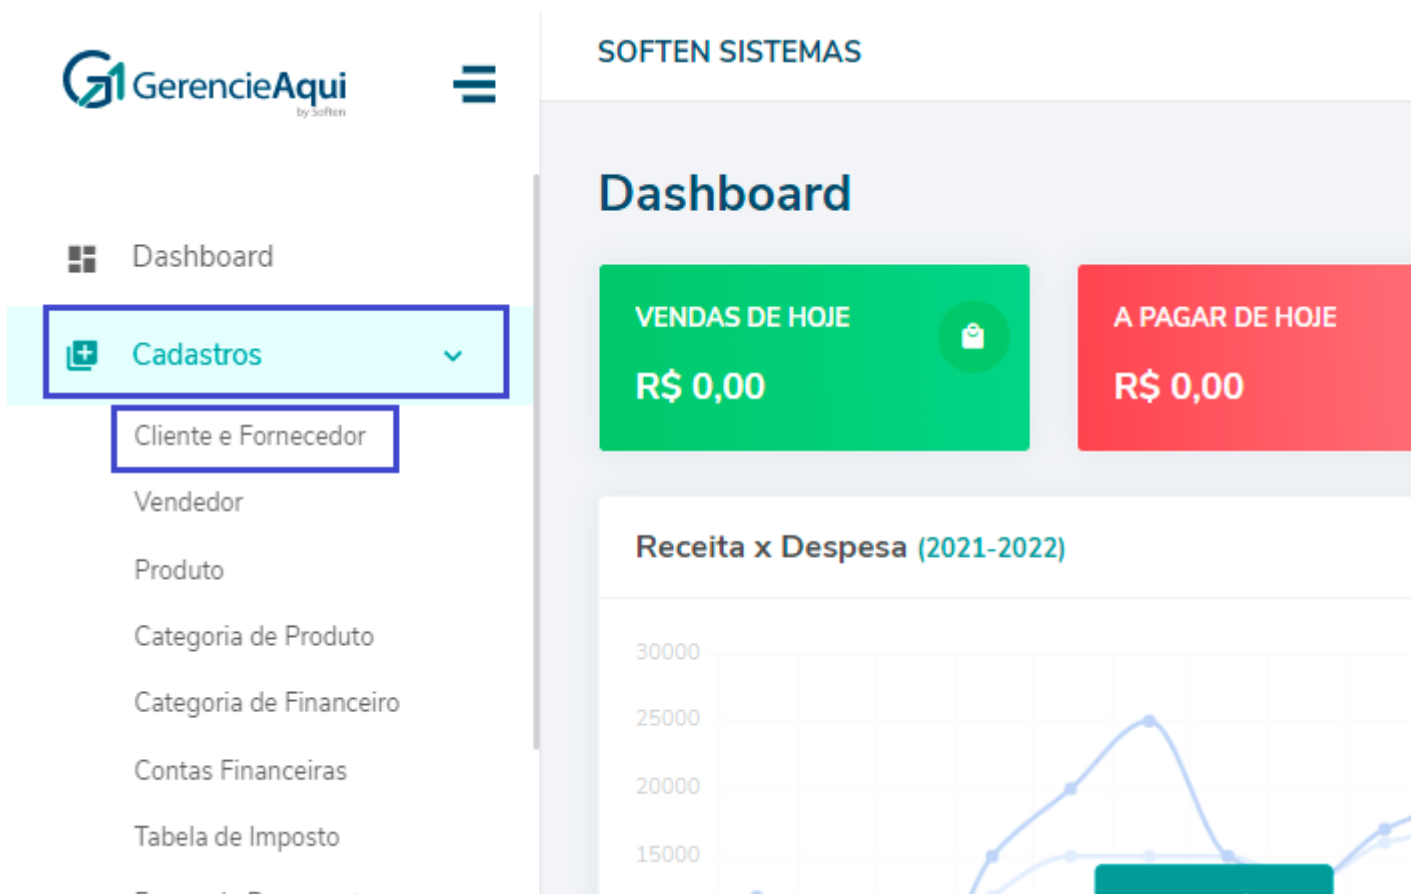 GerencieAqui
by Soften
SOFTEN SISTEMAS
Dashboard
Cadastros
Cliente e Fornecedor
Vendedor
Produto
Categoria de Produto
Categoria de Financeiro
Contas Financeiras
Tabela de Imposto
Dashboard
VENDAS DE HOJE
R$ 0,00
A PAGAR DE HOJE
R$ 0,00
Receita x Despesa (2021-2022)
30000
25000
20000
15000